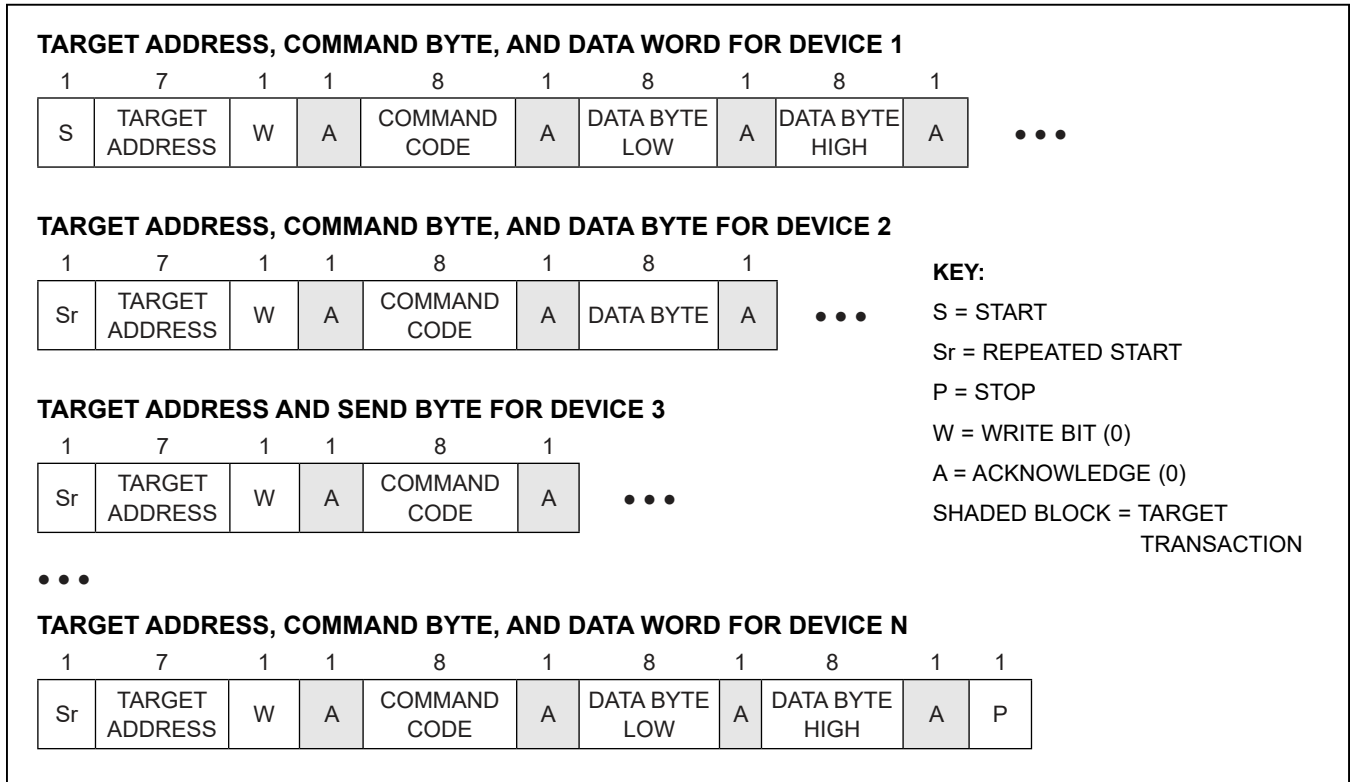 TARGET ADDRESS, COMMAND BYTE, AND DATA WORD FOR DEVICE 1
1 7 1 1 8 1 8 1 8 1
S TARGET ADDRESS W A COMMAND CODE A DATA BYTE LOW A DATA BYTE HIGH A •••
TARGET ADDRESS, COMMAND BYTE, AND DATA BYTE FOR DEVICE 2
1 7 1 1 8 1 8 1
Sr TARGET ADDRESS W A COMMAND CODE A DATA BYTE A •••
TARGET ADDRESS AND SEND BYTE FOR DEVICE 3
1 7 1 1 8 1
Sr TARGET ADDRESS W A COMMAND CODE A •••
•••
TARGET ADDRESS, COMMAND BYTE, AND DATA WORD FOR DEVICE N
1 7 1 1 8 1 8 1 8 1 1
Sr TARGET ADDRESS W A COMMAND CODE A DATA BYTE LOW A DATA BYTE HIGH A P
KEY:
S = START
Sr = REPEATED START
P = STOP
W = WRITE BIT (0)
A = ACKNOWLEDGE (0)
SHADED BLOCK = TARGET
TRANSACTION